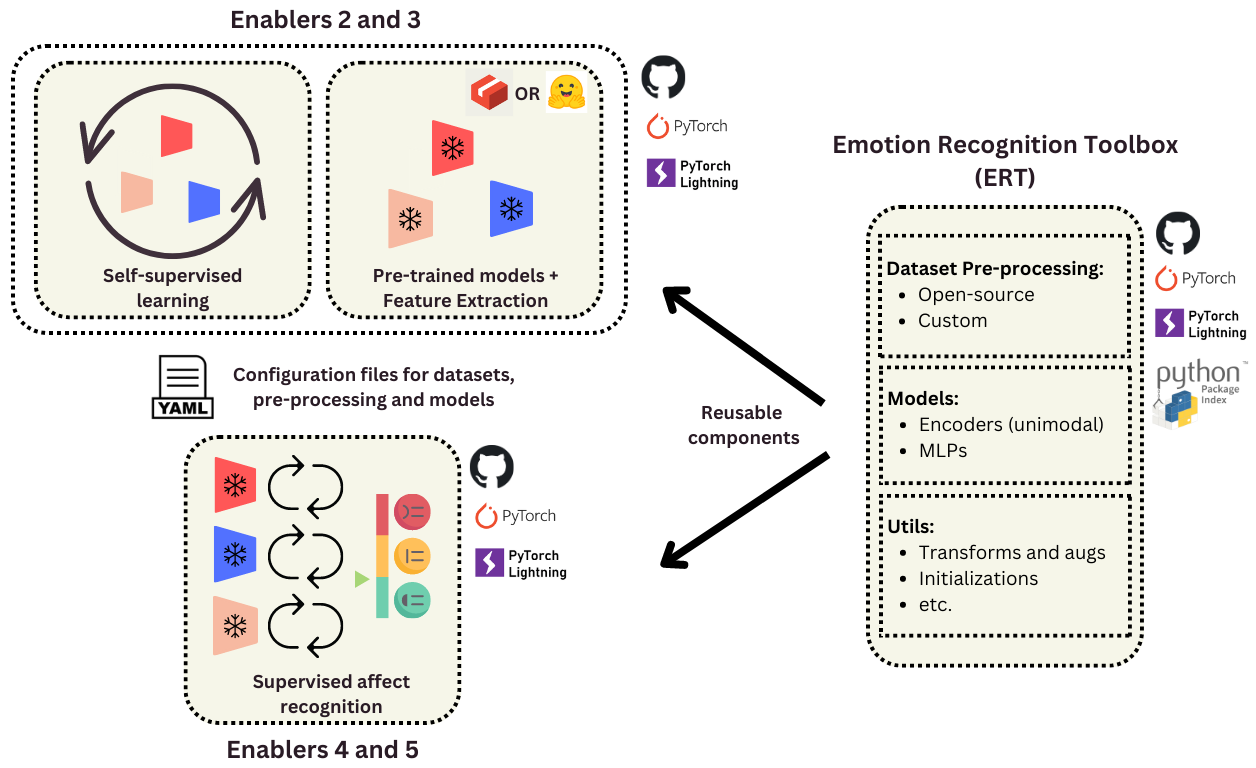 Enablers 2 and 3
OR
Self-supervised
learning
Pre-trained models +
Feature Extraction
PyTorch
PyTorch
Lightning
YAML
Configuration files for datasets,
pre-processing and models
Supervised affect
recognition
PyTorch
PyTorch
Lightning
Enablers 4 and 5
Reusable
components
Emotion Recognition Toolbox
(ERT)
Dataset Pre-processing:
• Open-source
• Custom
Models:
• Encoders (unimodal)
• MLPs
Utils:
• Transforms and augs
• Initializations
• etc.
PyTorch
PyTorch
Lightning
python™
Package
Index